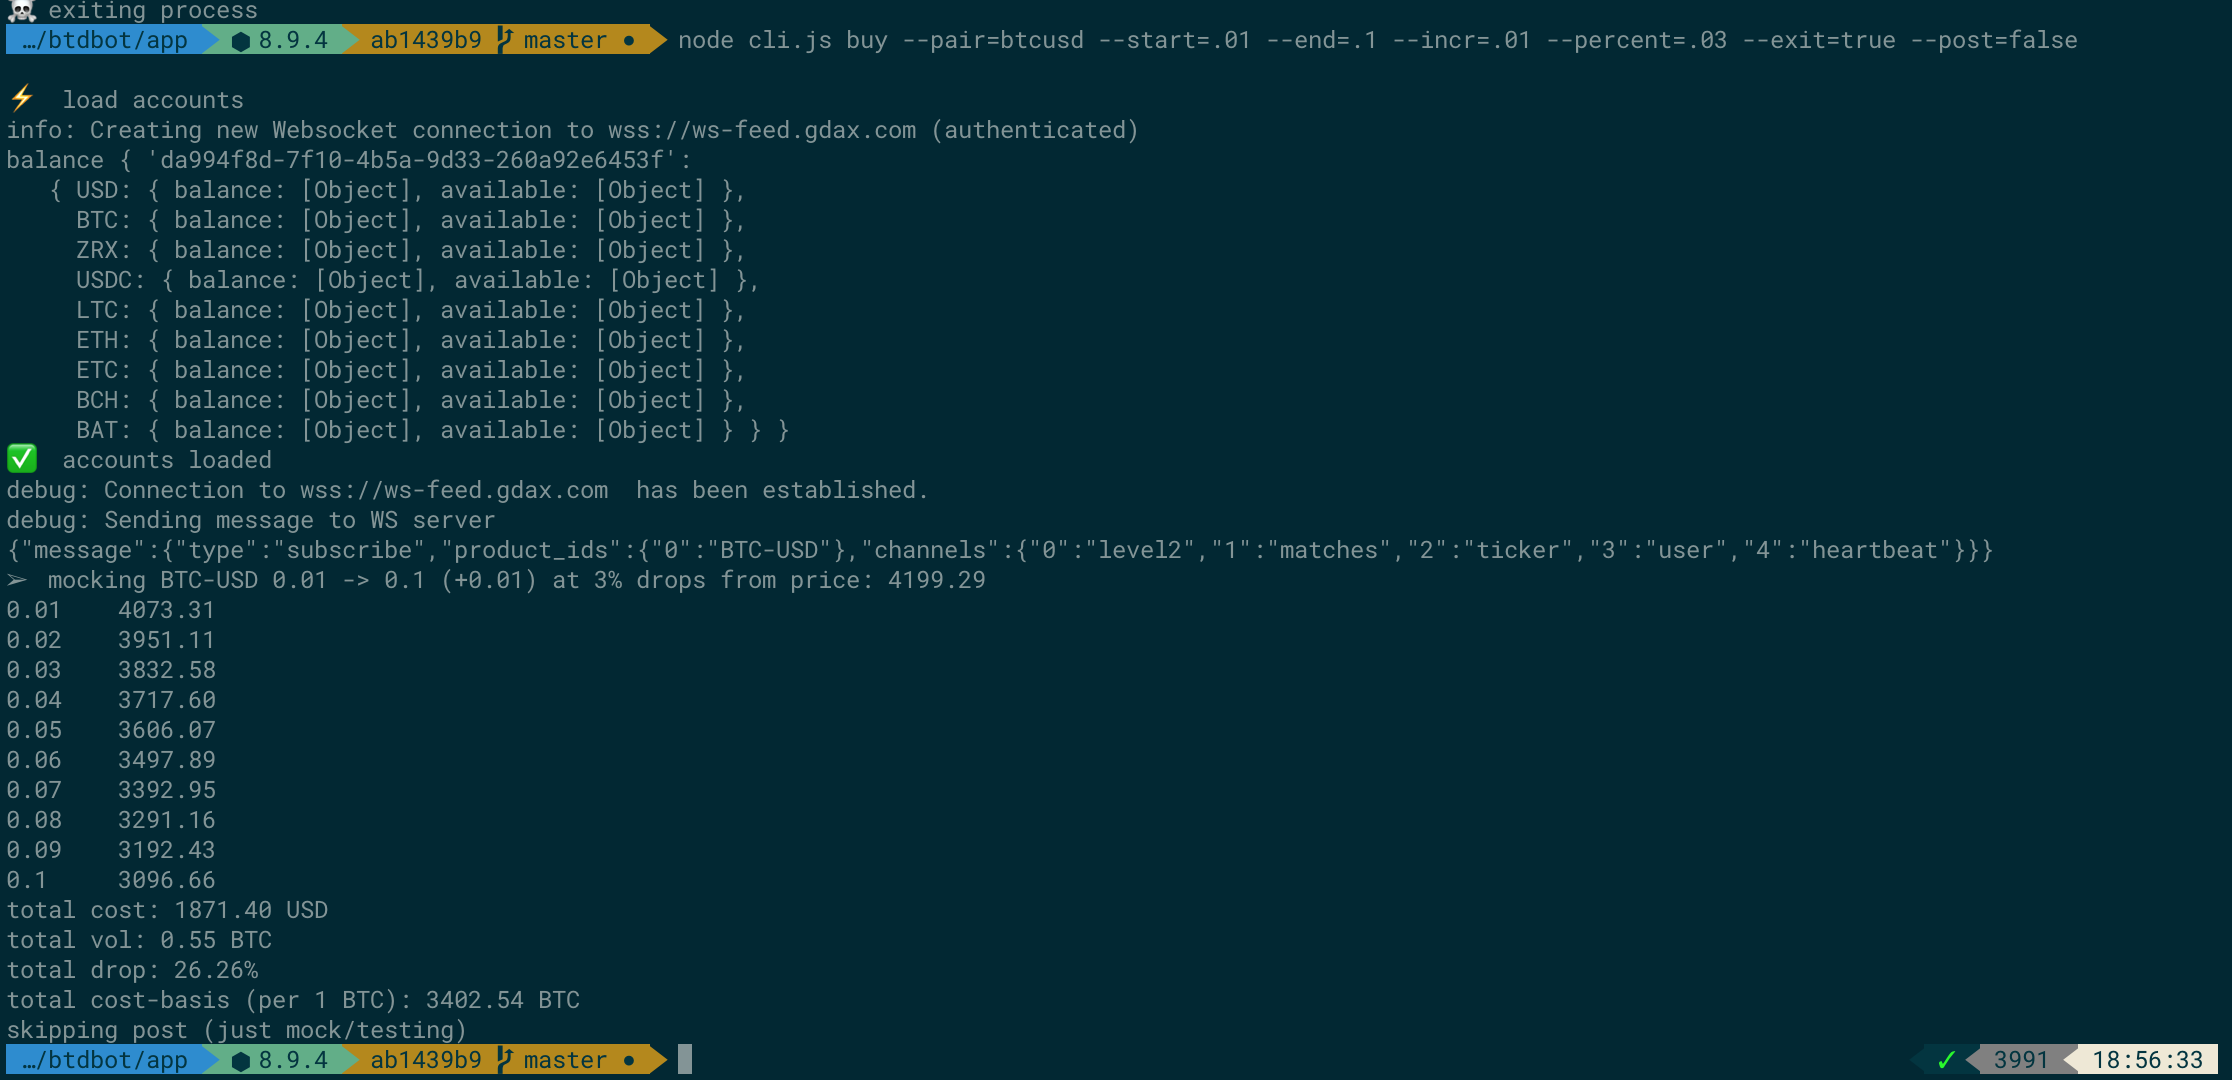 exiting process
…/btdbot/app ⬢ 8.9.4 ab1439b9 master ● node cli.js buy --pair=btcusd --start=.01 --end=.1 --incr=.01 --percent=.03 --exit=true --post=false
⚡ load accounts
info: Creating new Websocket connection to wss://ws-feed.gdax.com (authenticated)
balance { 'da994f8d-7f10-4b5a-9d33-260a92e6453f':
{ USD: { balance: [Object], available: [Object] },
BTC: { balance: [Object], available: [Object] },
ZRX: { balance: [Object], available: [Object] },
USDC: { balance: [Object], available: [Object] },
LTC: { balance: [Object], available: [Object] },
ETH: { balance: [Object], available: [Object] },
ETC: { balance: [Object], available: [Object] },
BCH: { balance: [Object], available: [Object] },
BAT: { balance: [Object], available: [Object] } } }
✅ accounts loaded
debug: Connection to wss://ws-feed.gdax.com  has been established.
debug: Sending message to WS server
{"message":{"type":"subscribe","product_ids":{"0":"BTC-USD"},"channels":{"0":"level2","1":"matches","2":"ticker","3":"user","4":"heartbeat"}}}
➢ mocking BTC-USD 0.01 -> 0.1 (+0.01) at 3% drops from price: 4199.29
0.01 4073.31
0.02 3951.11
0.03 3832.58
0.04 3717.60
0.05 3606.07
0.06 3497.89
0.07 3392.95
0.08 3291.16
0.09 3192.43
0.1 3096.66
total cost: 1871.40 USD
total vol: 0.55 BTC
total drop: 26.26%
total cost-basis (per 1 BTC): 3402.54 BTC
skipping post (just mock/testing)
…/btdbot/app ⬢ 8.9.4 ab1439b9 master ● ✓ 3991 18:56:33